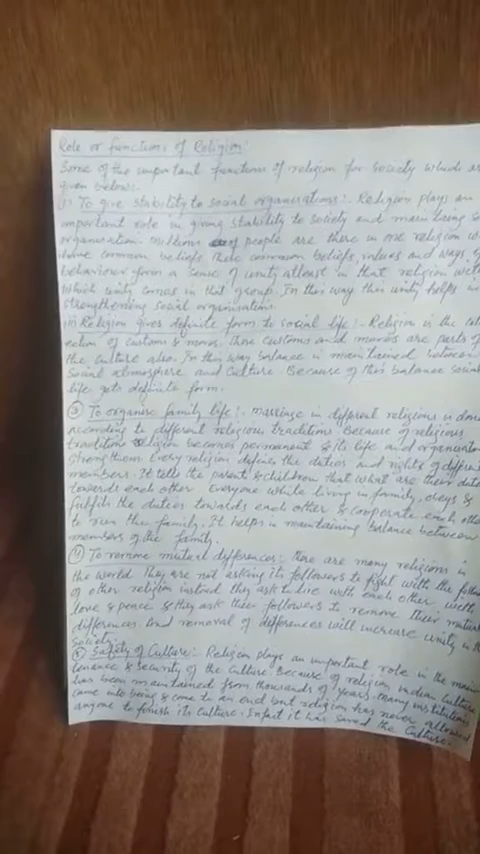 Role or functions of Religion:
Some of the important functions of religion for society which are
given below:
(1) To give stability to social organisations:- Religion plays an
important role in giving stability to society and maintaining
organisation. Millions of people are there in one religion
have common beliefs These common beliefs, values and ways of
behaviour form a sense of unity atleast in that religion
which unity comes in that group. In this way this unity helps in
strengthening social organisations.
(ii) Religion gives definite form to social life:- Religion is the
ection of customs & mores. These customs and mores are parts of
the culture also. In this way balance is maintained between
social atmosphere and culture. Because of this balance social
life gets definite form.
(3) To organise family life:- Marriage in different religions is done
according to different religious traditions Because of religious
tradition religion becomes permanent & its life and organisation
strengthens. Every religion defines the duties and rights of different
members. It tells the parent & children that what are their duties
towards each other Everyone while living in family, obeys &
fulfils the duties towards each other & cooperate each other
to run the family. It helps in maintaining balance between
members of the family.
(4) To remove mutual differences: There are many religions in
the world They are not asking its followers to fight with the
of other religion instead they ask to live with each other with
love & peace & they ask their followers to remove their mutual
differences. And removal of differences will increase unity in the
society.
(5) Safety of Culture:- Religion plays an important role in the main-
tenance & security of the culture. Because of religion Indian culture
has been maintained from thousands of years. Many institutions
came into being & come to an end but religion has never allowed
anyone to finish its culture. Infact it has saved the culture.